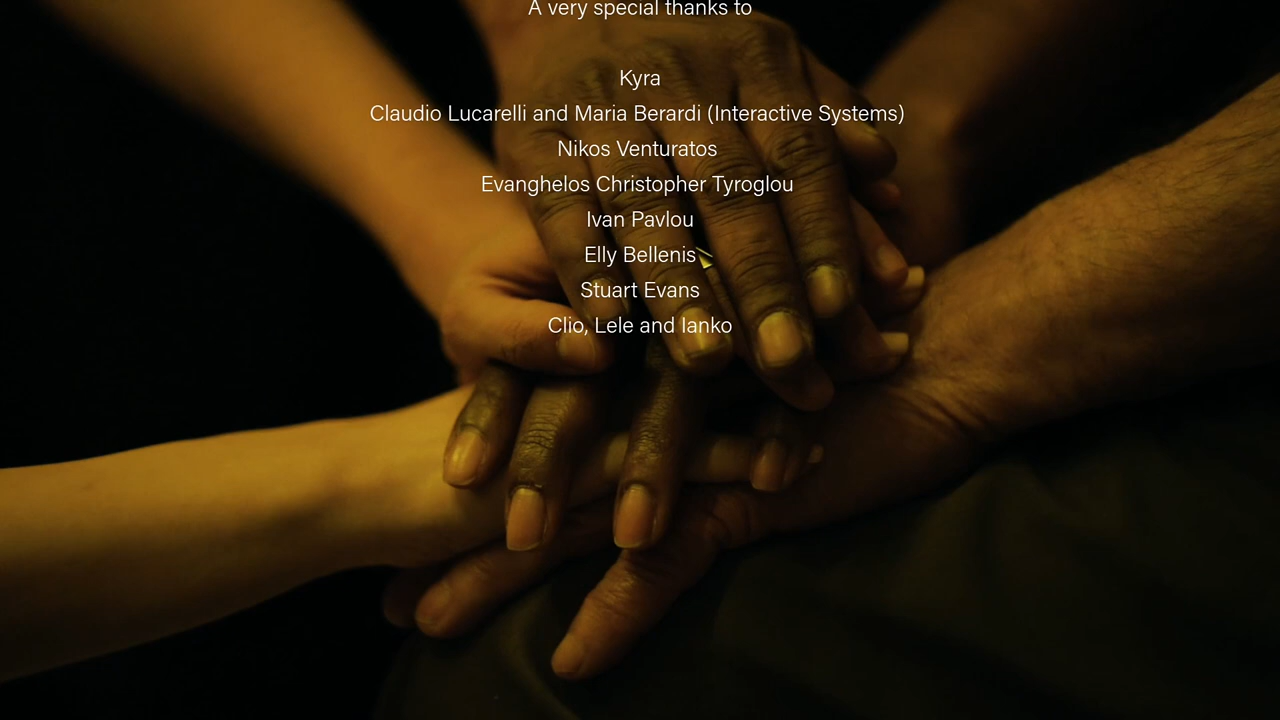 A very special thanks to
Kyra
Claudio Lucarelli and Maria Berardi (Interactive Systems)
Nikos Venturatos
Evanghelos Christopher Tyroglou
Ivan Pavlou
Elly Bellenis
Stuart Evans
Clio, Lele and Ianko